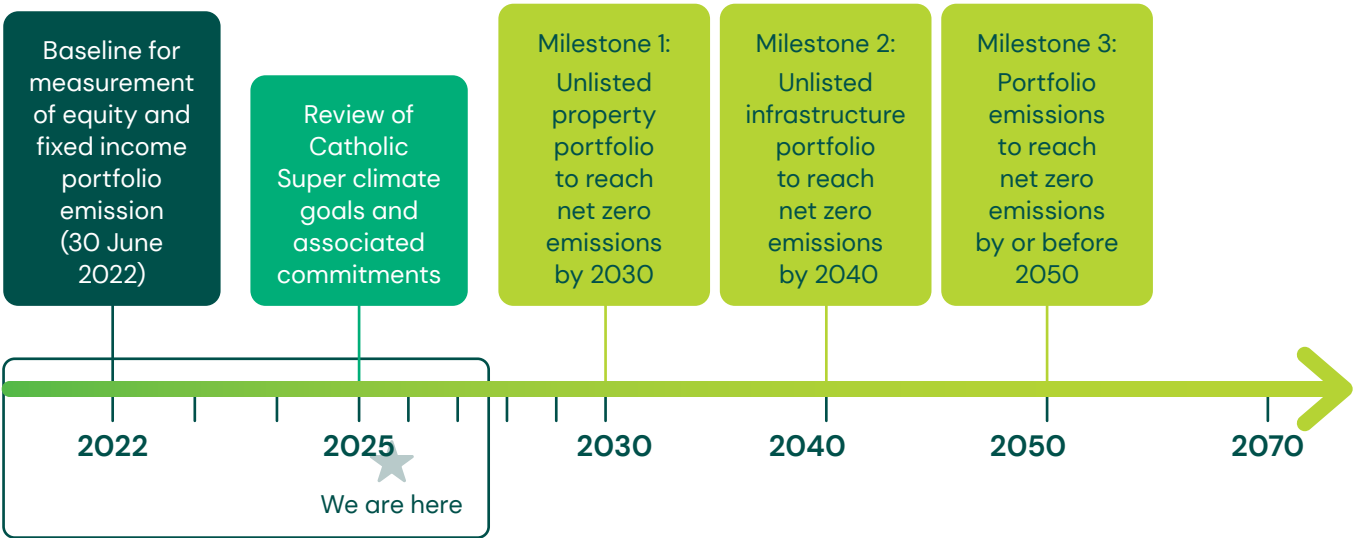 Baseline for
measurement
of equity and
fixed income
portfolio
emission
(30 June
2022)
Review of
Catholic
Super climate
goals and
associated
commitments
Milestone 1:
Unlisted
property
portfolio
to reach
net zero
emissions
by 2030
Milestone 2:
Unlisted
infrastructure
portfolio
to reach
net zero
emissions
by 2040
Milestone 3:
Portfolio
emissions
to reach
net zero
emissions
by or before
2050
2022
2025
2030
2040
2050
2070
We are here